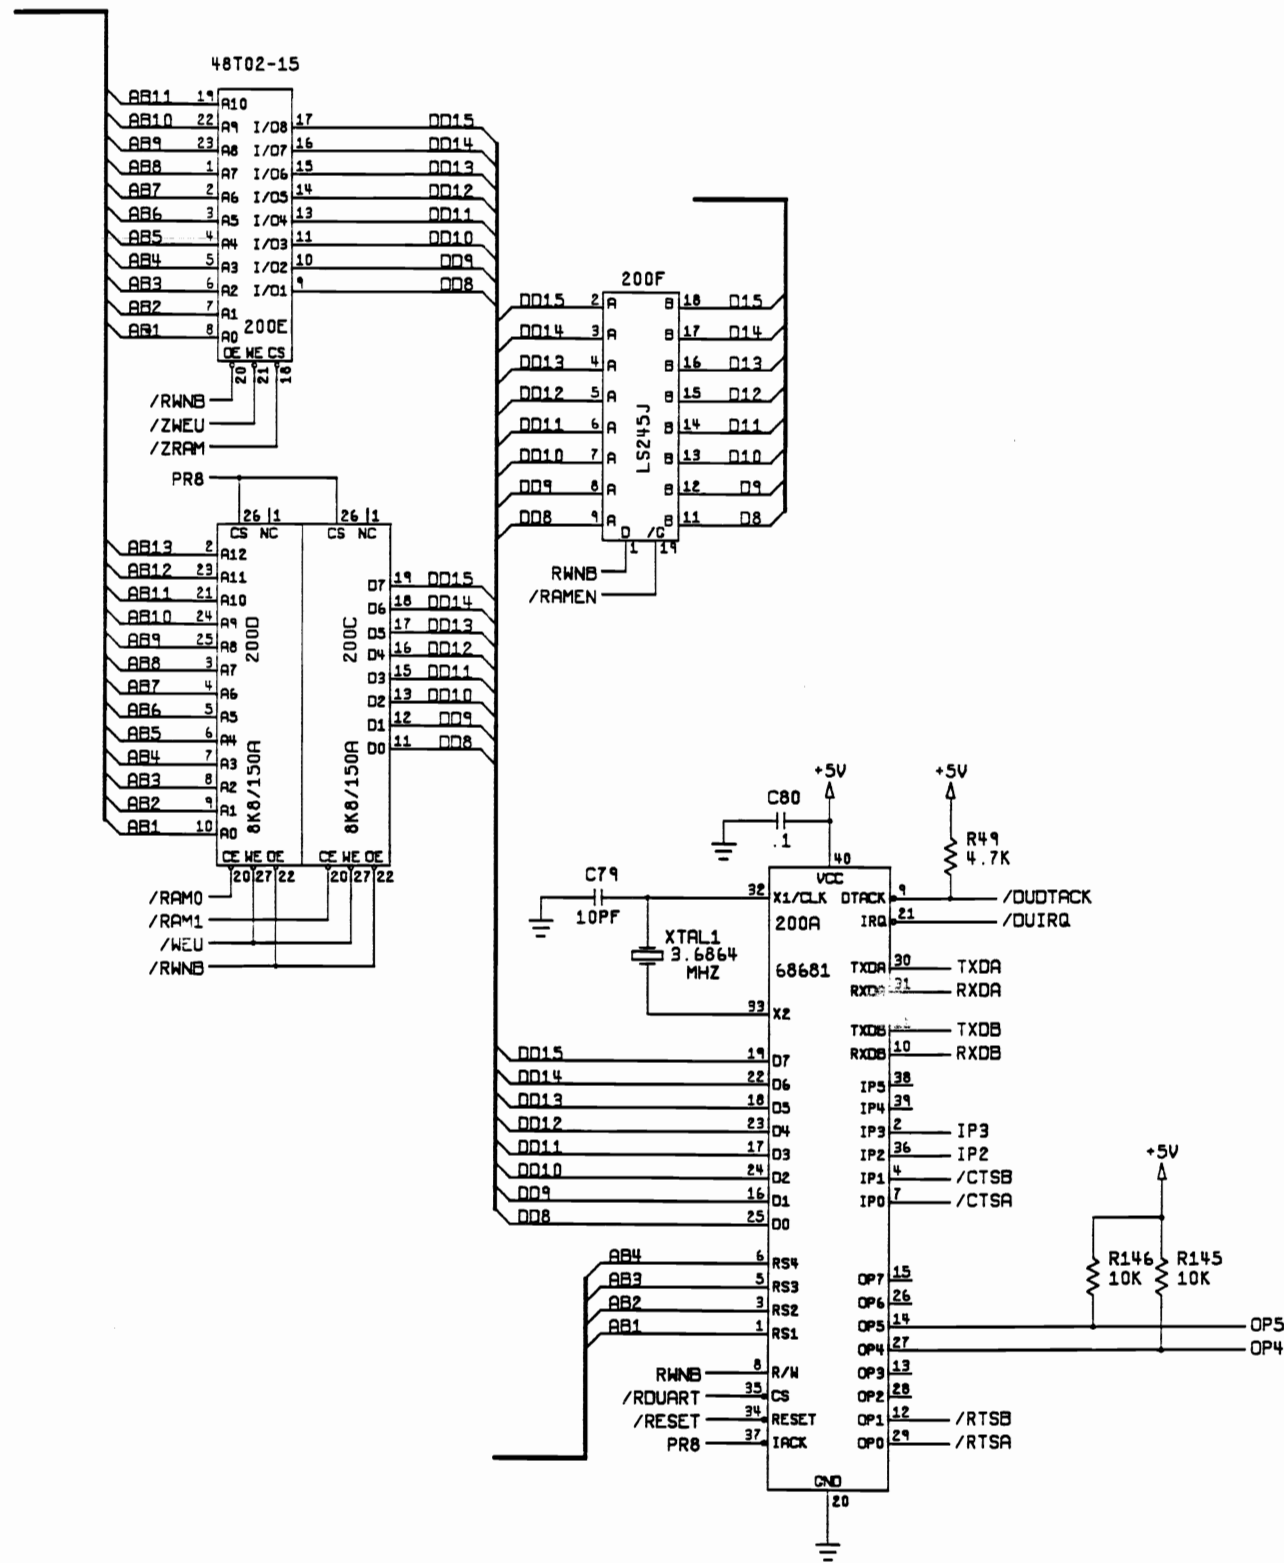 48T02-15
AB11 19 A10
AB10 22 A9 I/O8 17 DD15
AB9 23 A8 I/O7 16 DD14
AB8 1 A7 I/O6 15 DD13
AB7 2 A6 I/O5 14 DD12
AB6 3 A5 I/O4 13 DD11
AB5 4 A4 I/O3 11 DD10
AB4 5 A3 I/O2 10 DD9
AB3 6 A2 I/O1 9 DD8
AB2 7 A1
AB1 8 A0
200E
OE WE CS
20 21 18
/RWNB
/ZWEU
/ZRAM
200F
DD15 2 A B 18 D15
DD14 3 A B 17 D14
DD13 4 A B 16 D13
DD12 5 A B 15 D12
DD11 6 A B 14 D11
DD10 7 A B 13 D10
DD9 8 A B 12 D9
DD8 9 A B 11 D8
LS245J
D /G
1 19
RWNB
/RAMEN
PR8
26 1 26 1
CS NC CS NC
AB13 2 A12
AB12 23 A11
AB11 21 A10
AB10 24 A9
AB9 25 A8
AB8 3 A7
AB7 4 A6
AB6 5 A5
AB5 6 A4
AB4 7 A3
AB3 8 A2
AB2 9 A1
AB1 10 A0
200D
8K8/150A
200C
8K8/150A
D7 19 DD15
D6 18 DD14
D5 17 DD13
D4 16 DD12
D3 15 DD11
D2 13 DD10
D1 12 DD9
D0 11 DD8
CE WE OE CE WE OE
20 27 22 20 27 22
/RAM0
/RAM1
/WEU
/RWNB
+5V
+5V
C80
.1
R49
4.7K
40
VCC
C79
10PF
XTAL1
3.6864
MHZ
32 X1/CLK
200A
68681
33 X2
DTACK 9 /DUDTACK
IRQ 21 /DUIRQ
TXDA 30 TXDA
RXDA 31 RXDA
TXDB TXDB
RXDB 10 RXDB
DD15 19 D7
DD14 22 D6
DD13 18 D5
DD12 23 D4
DD11 17 D3
DD10 24 D2
DD9 16 D1
DD8 25 D0
IP5 38
IP4 39
IP3 2 IP3
IP2 36 IP2
IP1 4 /CTSB
IP0 7 /CTSA
+5V
R146
10K
R145
10K
AB4 6 RS4
AB3 5 RS3
AB2 3 RS2
AB1 1 RS1
OP7 15
OP6 26
OP5 14 OP5
OP4 27 OP4
OP3 13
OP2 28
OP1 12 /RTSB
OP0 29 /RTSA
RWNB 8 R/W
/RDUART 35 CS
/RESET 34 RESET
PR8 37 IACK
GND
20